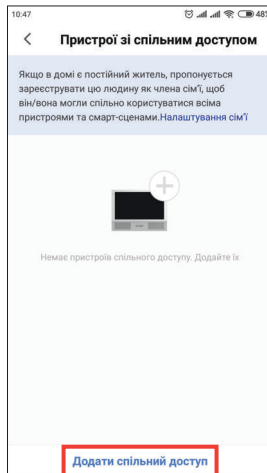 10:47
48%
Пристрої зі спільним доступом
Якщо в домі є постійний житель, пропонується
зареєструвати цю людину як члена сім'ї, щоб
він/вона могли спільно користуватися всіма
пристроями та смарт-сценами.Налаштування сім'ї
Немає пристроїв спільного доступу. Додайте їх
Додати спільний доступ